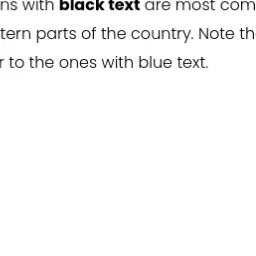 ns with black text are most com
tern parts of the country. Note th
r to the ones with blue text.